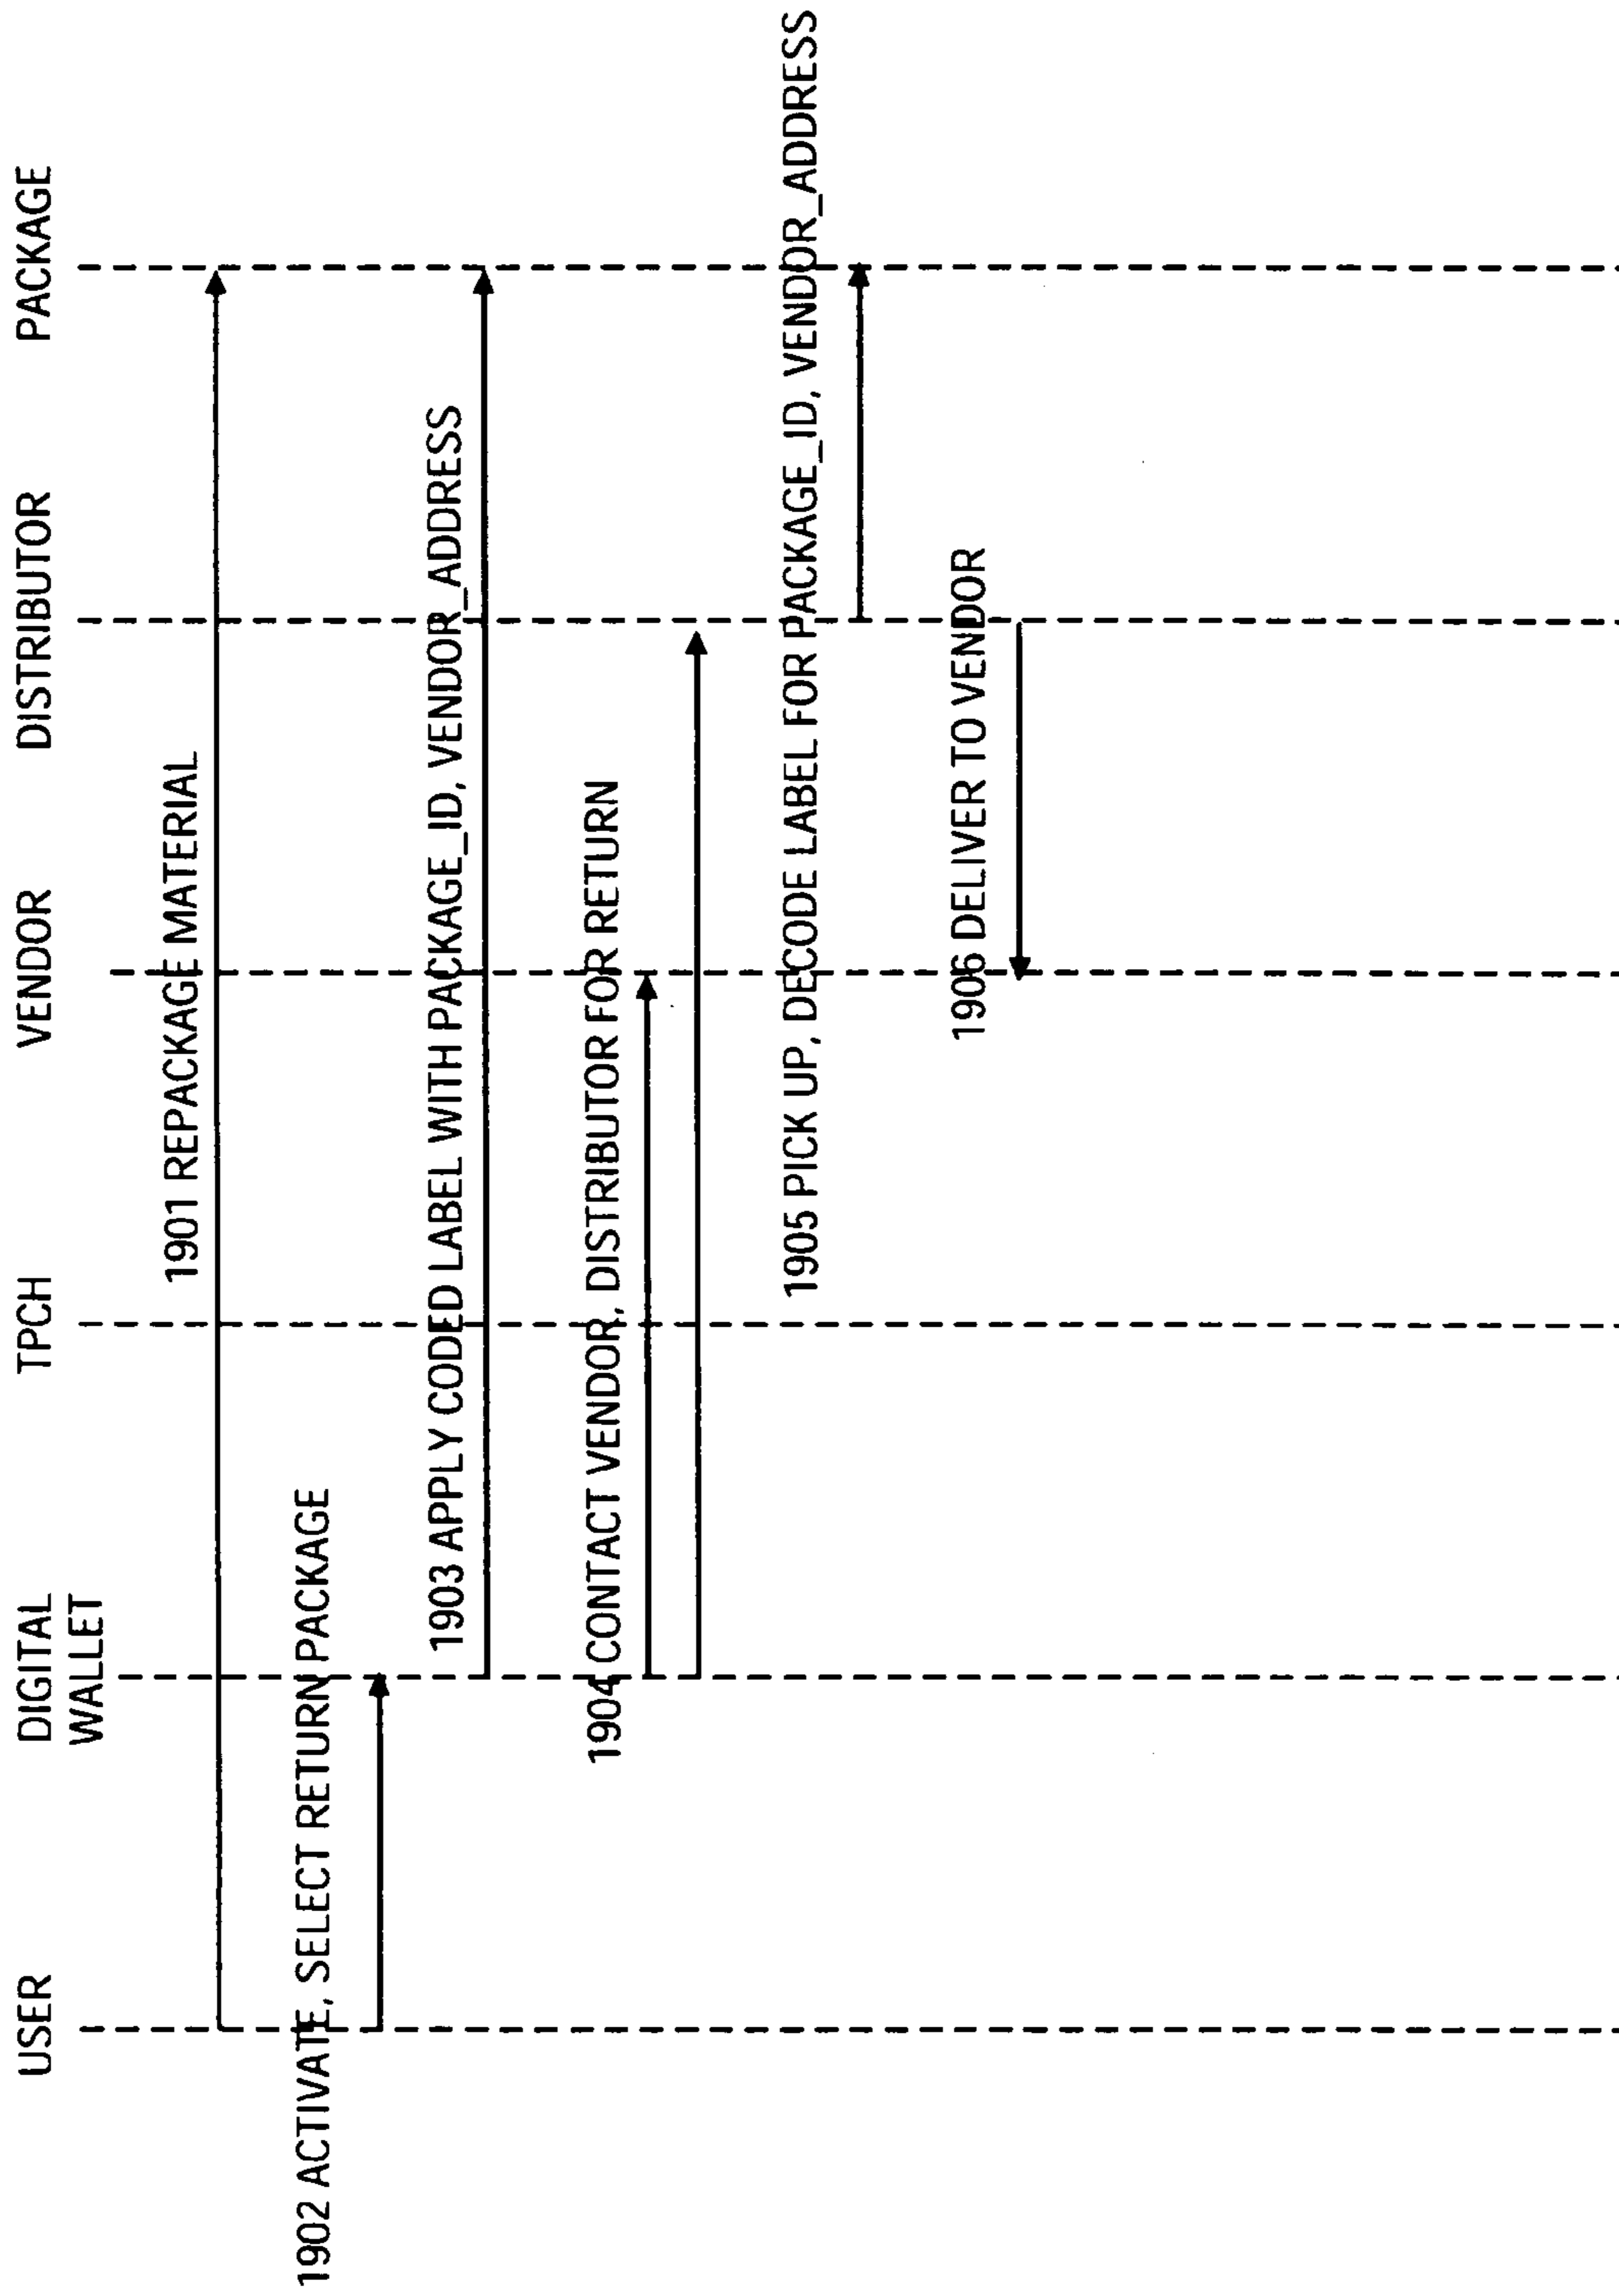 USER
DIGITAL
WALLET
TPCH
VENDOR
DISTRIBUTOR
PACKAGE
1901 REPACKAGE MATERIAL
1902 ACTIVATE, SELECT RETURN PACKAGE
1903 APPLY CODED LABEL WITH PACKAGE_ID, VENDOR_ADDRESS
1904 CONTACT VENDOR, DISTRIBUTOR FOR RETURN
1905 PICK UP, DECODE LABEL FOR PACKAGE_ID, VENDOR_ADDRESS
1906 DELIVER TO VENDOR